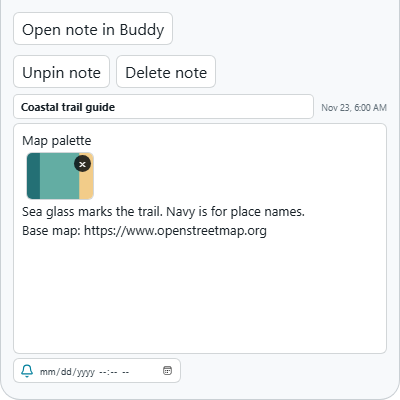 Open note in Buddy
Unpin note Delete note
Coastal trail guide Nov 23, 6:00 AM
Map palette
×
Sea glass marks the trail. Navy is for place names.
Base map: https://www.openstreetmap.org
mm/dd/yyyy --:-- --